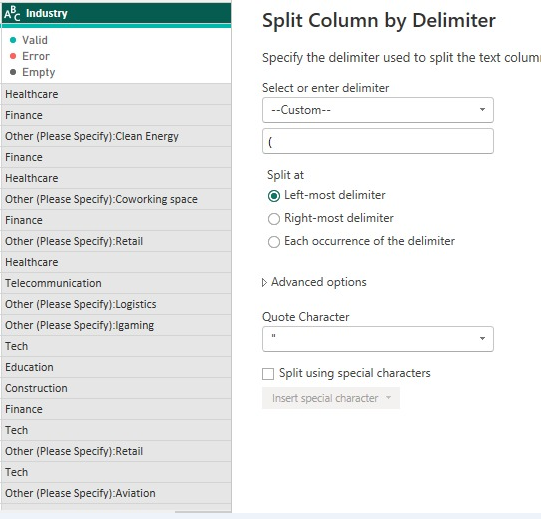 ABC Industry
Valid
Error
Empty
Healthcare
Finance
Other (Please Specify):Clean Energy
Finance
Healthcare
Other (Please Specify):Coworking space
Finance
Other (Please Specify):Retail
Healthcare
Telecommunication
Other (Please Specify):Logistics
Other (Please Specify):Igaming
Tech
Education
Construction
Finance
Tech
Other (Please Specify):Retail
Tech
Other (Please Specify):Aviation
Split Column by Delimiter
Specify the delimiter used to split the text
Select or enter delimiter
--Custom--
(
Split at
Left-most delimiter
Right-most delimiter
Each occurrence of the delimiter
Advanced options
Quote Character
"
Split using special characters
Insert special character